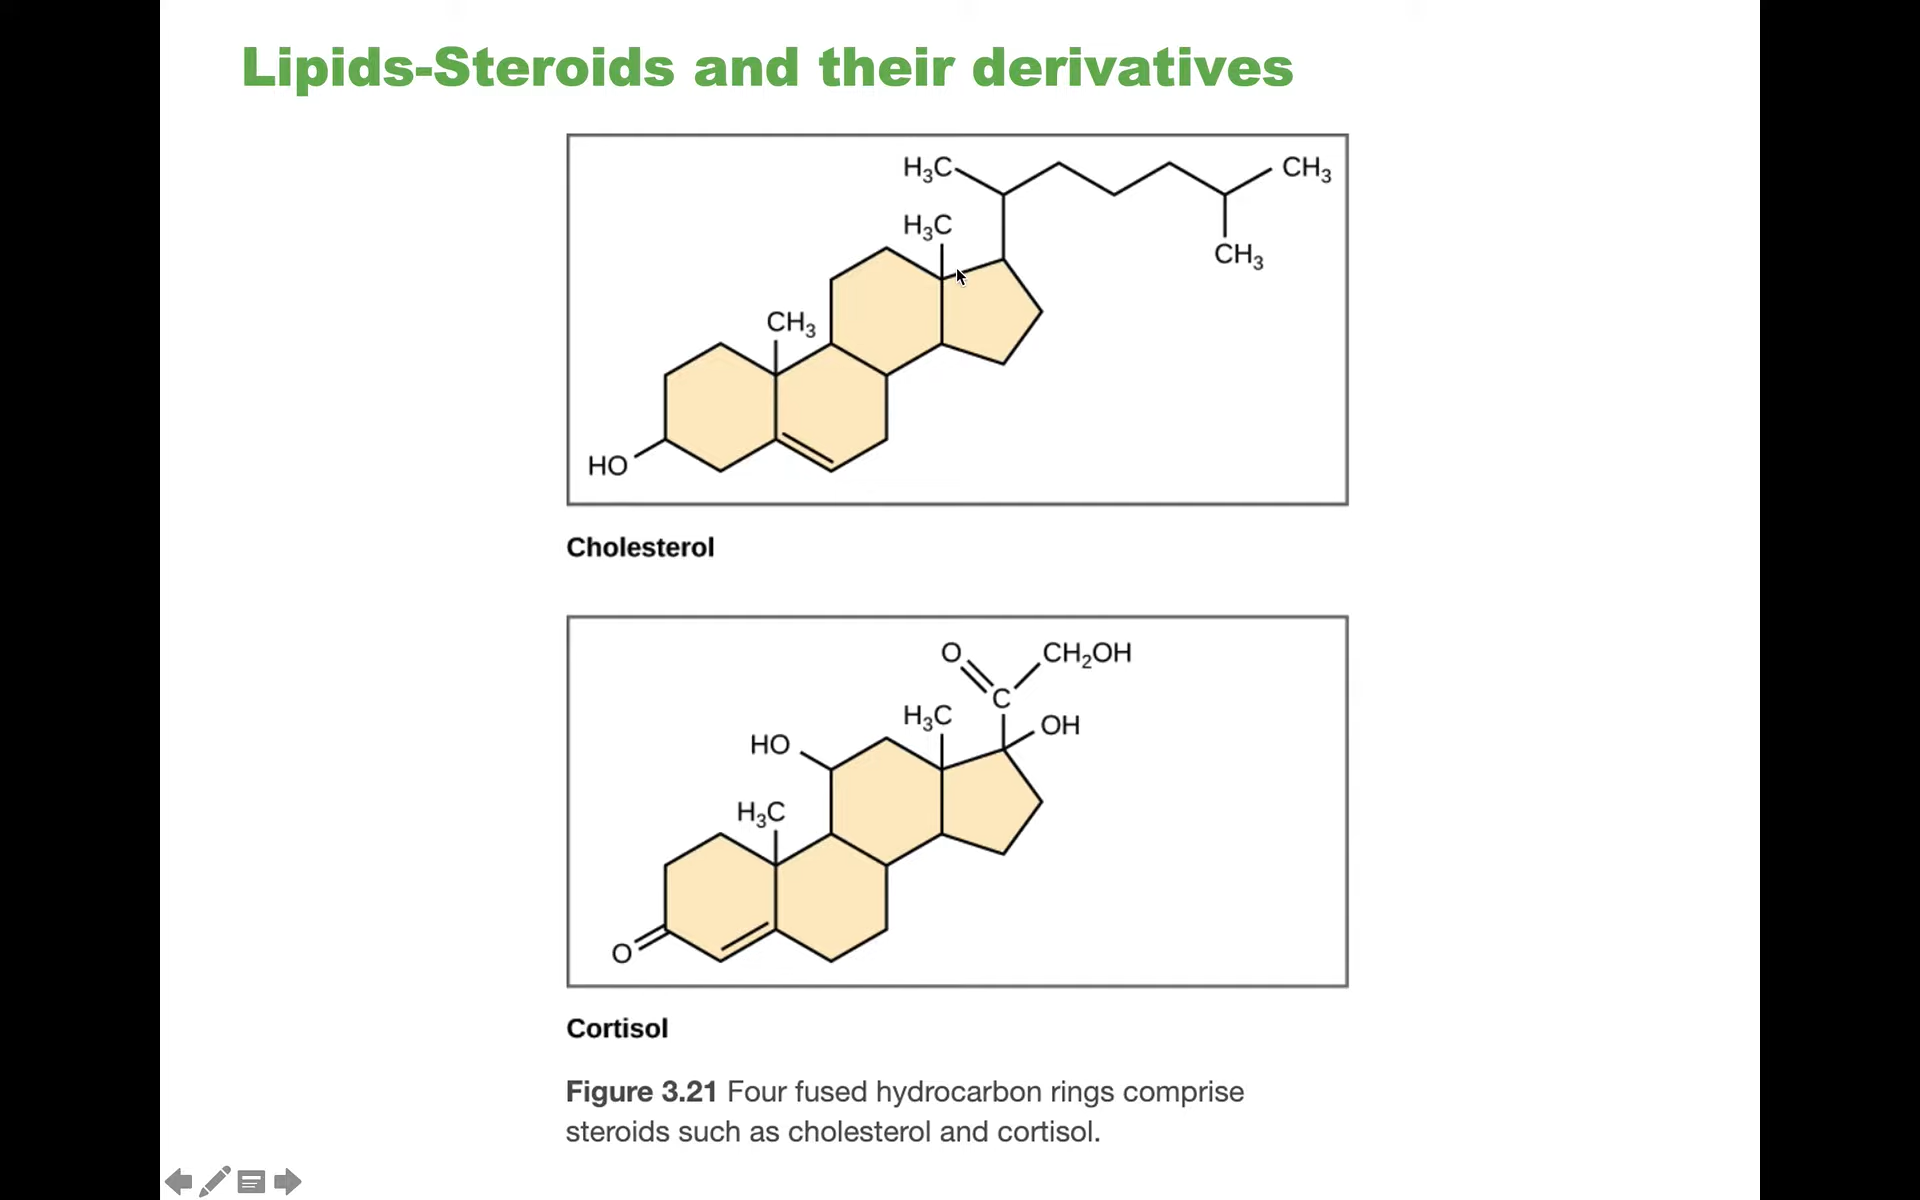 Lipids-Steroids and their derivatives
H₃C
CH₃
H₃C
CH₃
CH₃
HO
Cholesterol
O
CH₂OH
C
H₃C
OH
HO
H₃C
O
Cortisol
Figure 3.21 Four fused hydrocarbon rings comprise
steroids such as cholesterol and cortisol.